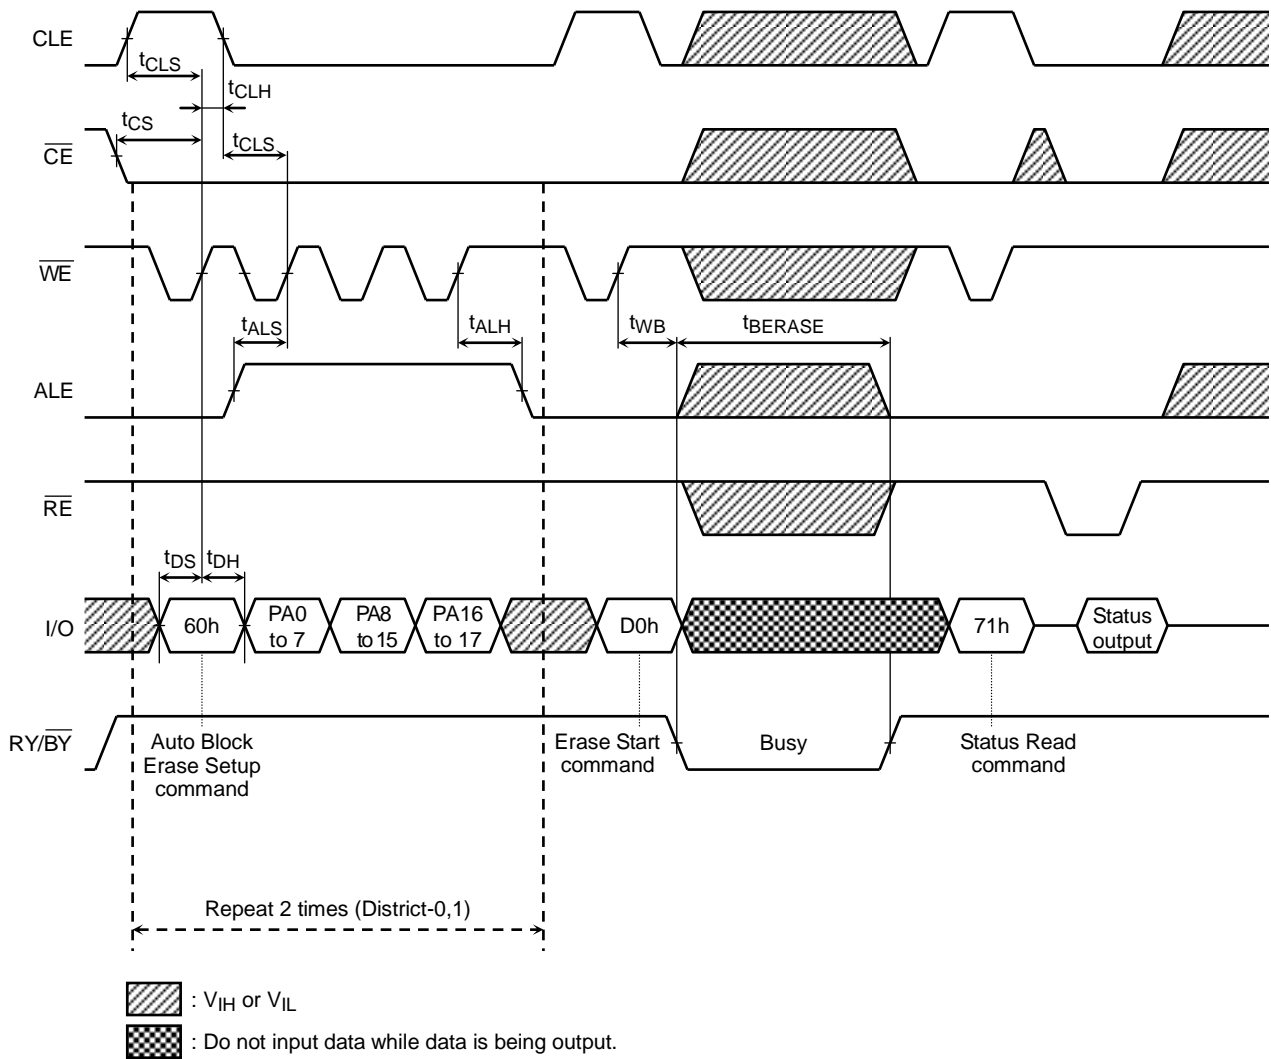 CLE
tCLS
tCLH
tCS
CE
tCLS
WE
tALS
tALH
tWB
tBERASE
ALE
RE
tDS
tDH
I/O
60h
PA0
to 7
PA8
to 15
PA16
to 17
D0h
71h
Status
output
RY/BY
Auto Block
Erase Setup
command
Erase Start
command
Busy
Status Read
command
Repeat 2 times (District-0,1)
: VIH or VIL
: Do not input data while data is being output.